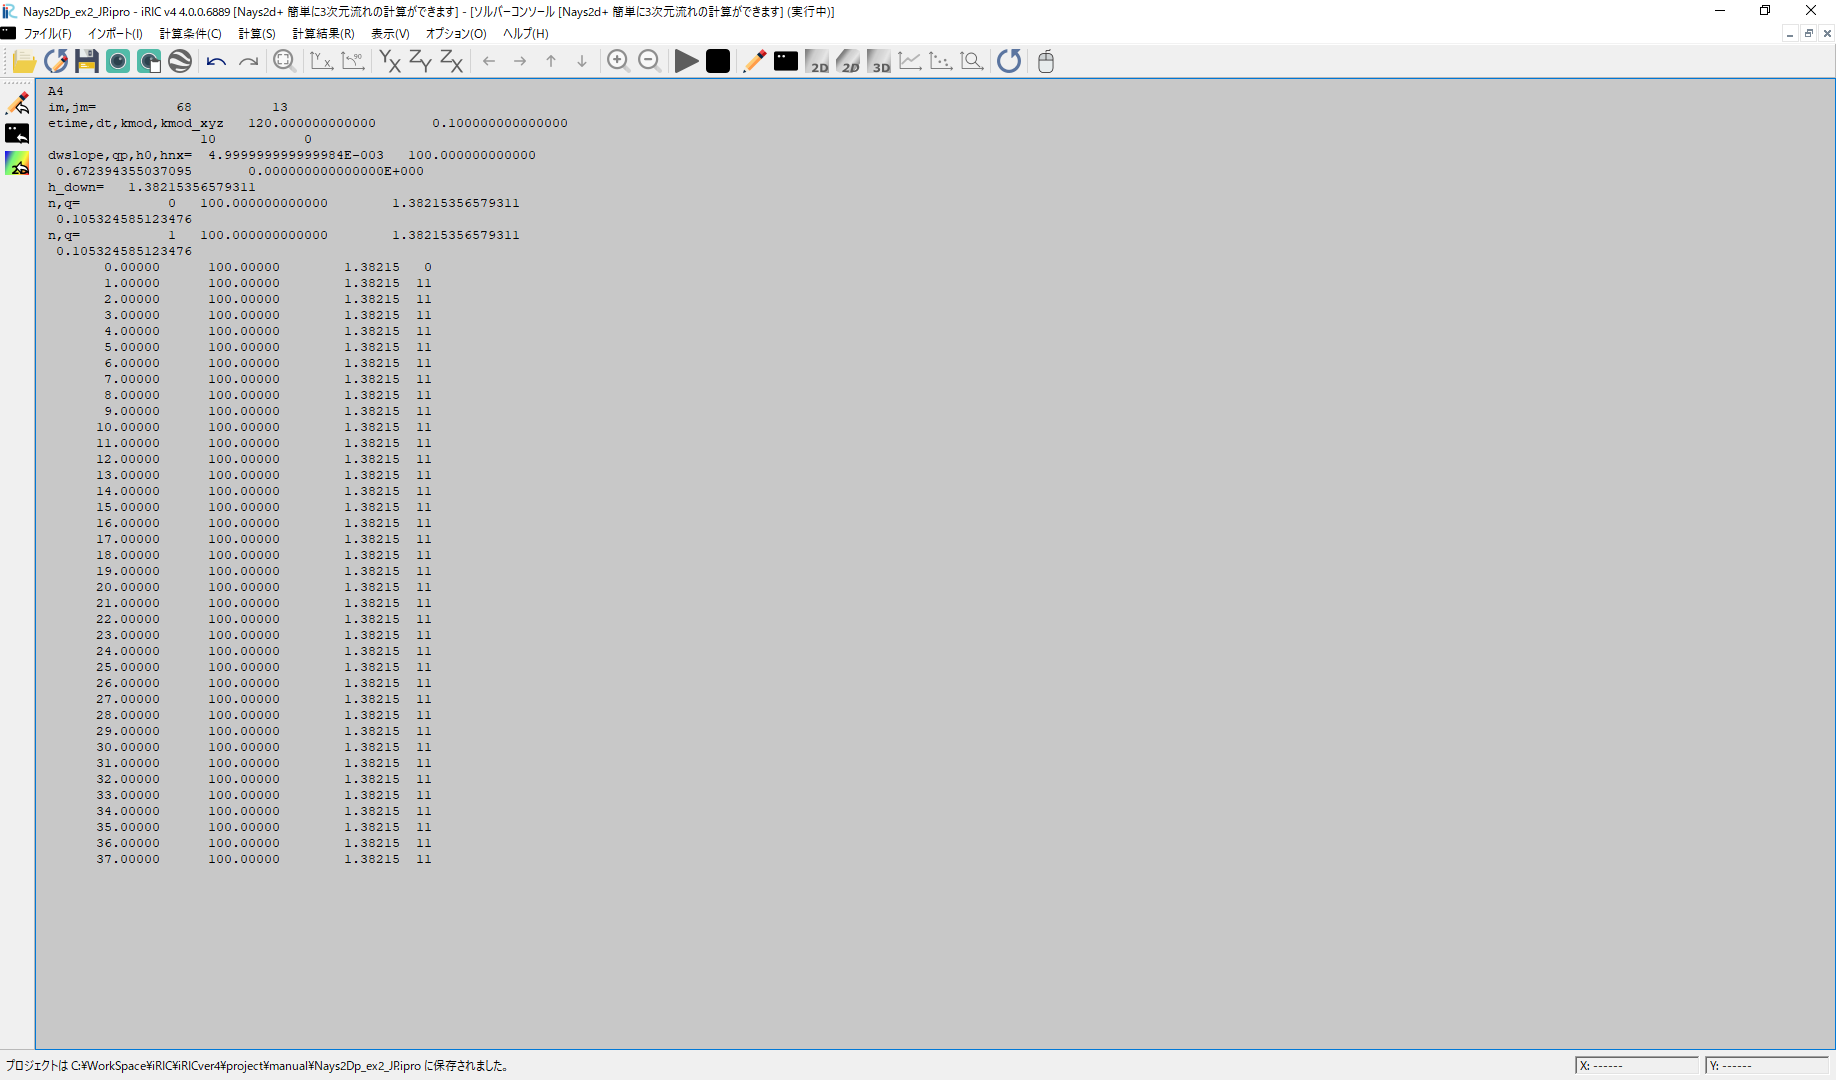 Nays2Dp_ex2_JP.ipro - iRIC v4 4.0.0.6889 [Nays2d+ 簡単に3次元流れの計算ができます] - [ソルバーコンソール [Nays2d+ 簡単に3次元流れの計算ができます] (実行中)]
ファイル(F) インポート(I) 計算条件(C) 計算(S) 計算結果(R) 表示(V) オプション(O) ヘルプ(H)
A4
im,jm= 68 13
etime,dt,kmod,kmod_xyz 120.000000000000 0.100000000000000
10 0
dwslope,qp,h0,hnx= 4.999999999999984E-003 100.000000000000
0.672394355037095 0.000000000000000E+000
h_down= 1.38215356579311
n,q= 0 100.000000000000 1.38215356579311
0.105324585123476
n,q= 1 100.000000000000 1.38215356579311
0.105324585123476
0.00000 100.00000 1.38215 0
1.00000 100.00000 1.38215 11
2.00000 100.00000 1.38215 11
3.00000 100.00000 1.38215 11
4.00000 100.00000 1.38215 11
5.00000 100.00000 1.38215 11
6.00000 100.00000 1.38215 11
7.00000 100.00000 1.38215 11
8.00000 100.00000 1.38215 11
9.00000 100.00000 1.38215 11
10.00000 100.00000 1.38215 11
11.00000 100.00000 1.38215 11
12.00000 100.00000 1.38215 11
13.00000 100.00000 1.38215 11
14.00000 100.00000 1.38215 11
15.00000 100.00000 1.38215 11
16.00000 100.00000 1.38215 11
17.00000 100.00000 1.38215 11
18.00000 100.00000 1.38215 11
19.00000 100.00000 1.38215 11
20.00000 100.00000 1.38215 11
21.00000 100.00000 1.38215 11
22.00000 100.00000 1.38215 11
23.00000 100.00000 1.38215 11
24.00000 100.00000 1.38215 11
25.00000 100.00000 1.38215 11
26.00000 100.00000 1.38215 11
27.00000 100.00000 1.38215 11
28.00000 100.00000 1.38215 11
29.00000 100.00000 1.38215 11
30.00000 100.00000 1.38215 11
31.00000 100.00000 1.38215 11
32.00000 100.00000 1.38215 11
33.00000 100.00000 1.38215 11
34.00000 100.00000 1.38215 11
35.00000 100.00000 1.38215 11
36.00000 100.00000 1.38215 11
37.00000 100.00000 1.38215 11
プロジェクトは C:¥WorkSpace¥iRIC¥iRICver4¥project¥manual¥Nays2Dp_ex2_JP.ipro に保存されました。 X: ------ Y: ------